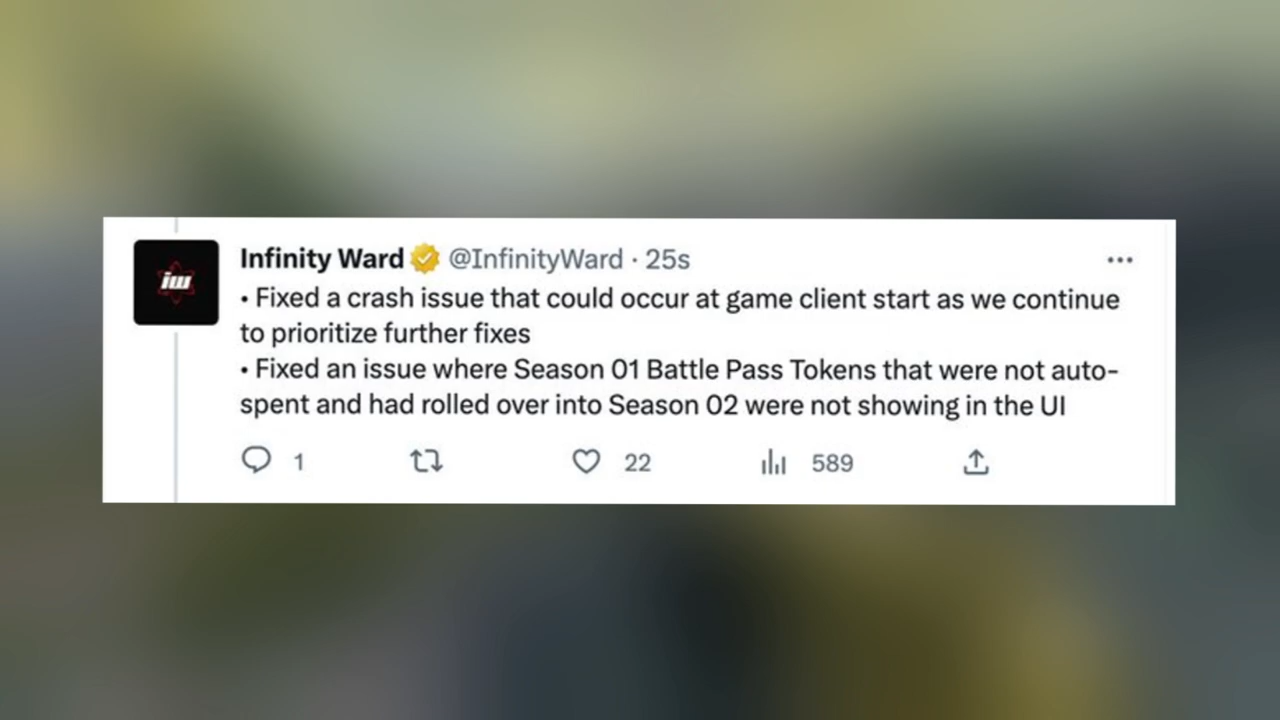 iw
Infinity Ward @InfinityWard · 25s
• Fixed a crash issue that could occur at game client start as we continue
to prioritize further fixes
• Fixed an issue where Season 01 Battle Pass Tokens that were not auto-
spent and had rolled over into Season 02 were not showing in the UI
1 22 589